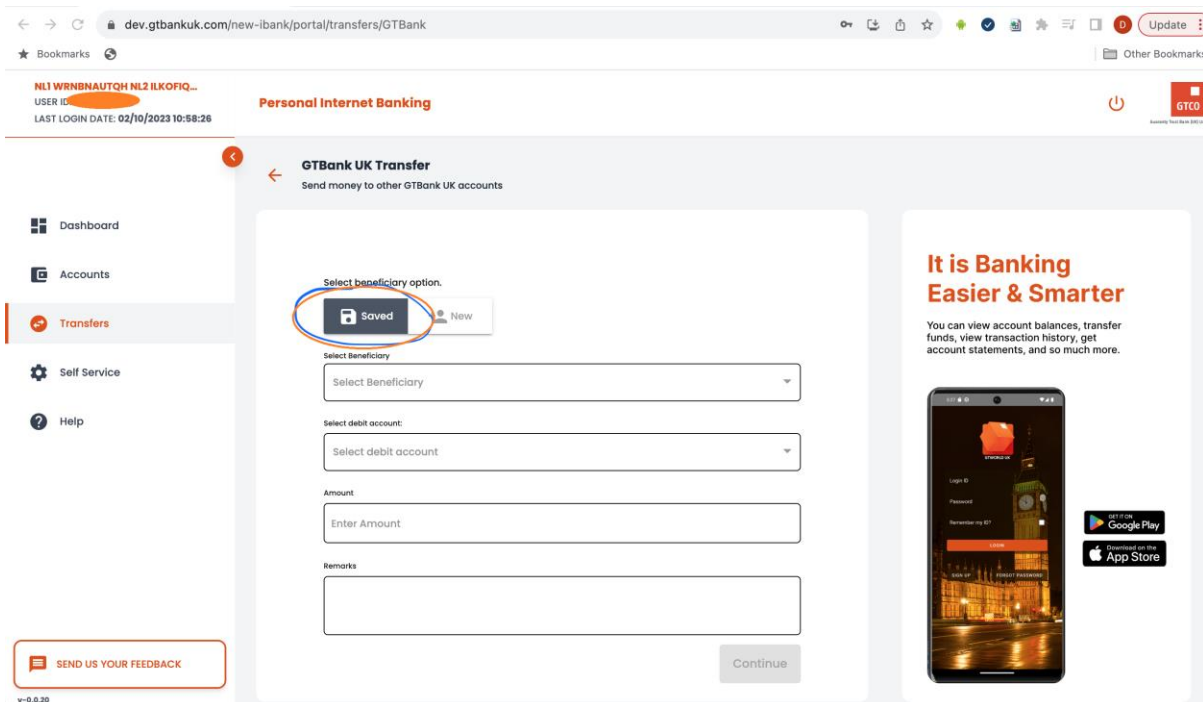 dev.gtbankuk.com/new-ibank/portal/transfers/GTBank
D
Update
Bookmarks
Other Bookmarks
NL1 WRNBNAUTQH NL2 ILKOFIQ...
USER ID
LAST LOGIN DATE: 02/10/2023 10:58:26
Personal Internet Banking
GTCO
GTBank UK Transfer
Send money to other GTBank UK accounts
Dashboard
Accounts
Transfers
Self Service
Help
SEND US YOUR FEEDBACK
v-0.0.20
Select beneficiary option.
Saved
New
Select Beneficiary
Select Beneficiary
Select debit account:
Select debit account
Amount
Enter Amount
Remarks
Continue
It is Banking
Easier & Smarter
You can view account balances, transfer
funds, view transaction history, get
account statements, and so much more.
GTWORLD UK
Login ID
Password
Remember my ID?
LOGIN
SIGN UP
FORGOT PASSWORD
GET IT ON
Google Play
Download on the
App Store